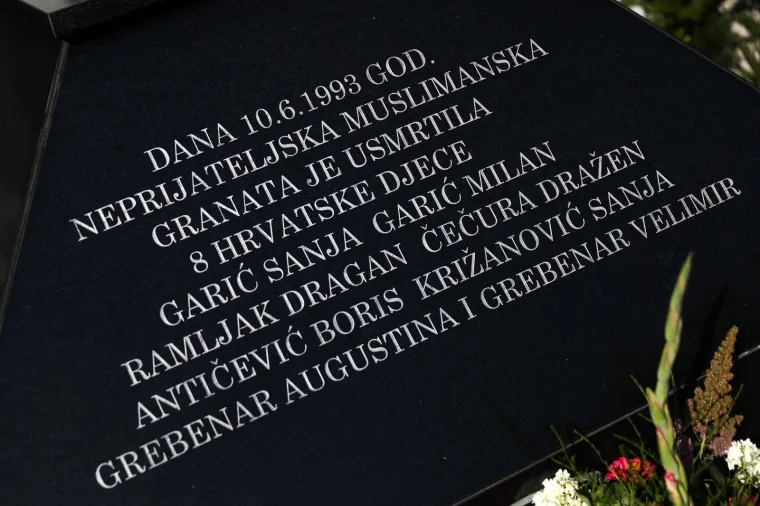 DANA 10.6.1993 GOD.
NEPRIJATELJSKA MUSLIMANSKA
GRANATA JE USMRTILA
8 HRVATSKE DJECE
GARIĆ SANJA GARIĆ MILAN
RAMLJAK DRAGAN ČEČURA DRAŽEN
ANTIČEVIĆ BORIS KRIŽANOVIĆ SANJA
GREBENAR AUGUSTINA I GREBENAR VELIMIR